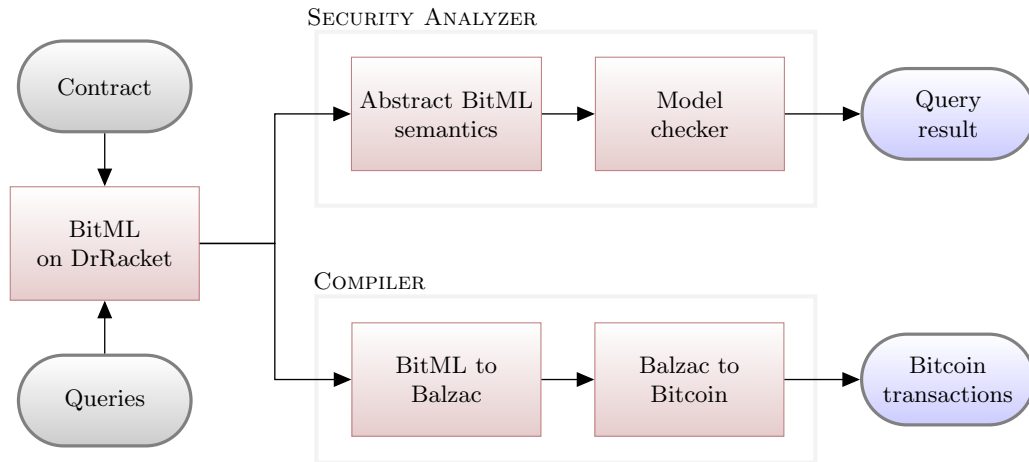 SECURITY ANALYZER
Contract
Abstract BitML
semantics
Model
checker
Query
result
BitML
on DrRacket
COMPILER
Queries
BitML to
Balzac
Balzac to
Bitcoin
Bitcoin
transactions